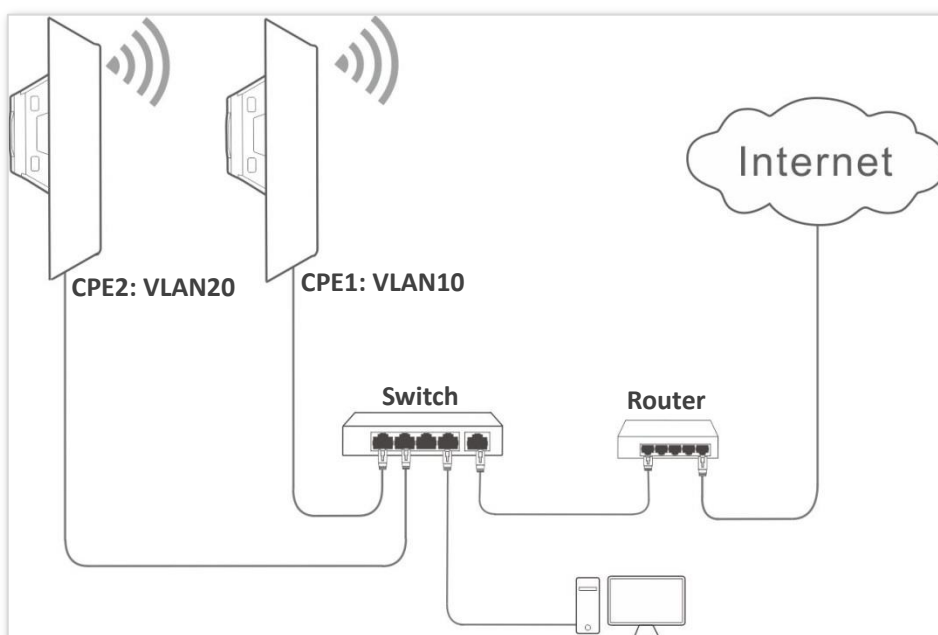 Internet
CPE2: VLAN20
CPE1: VLAN10
Switch
Router